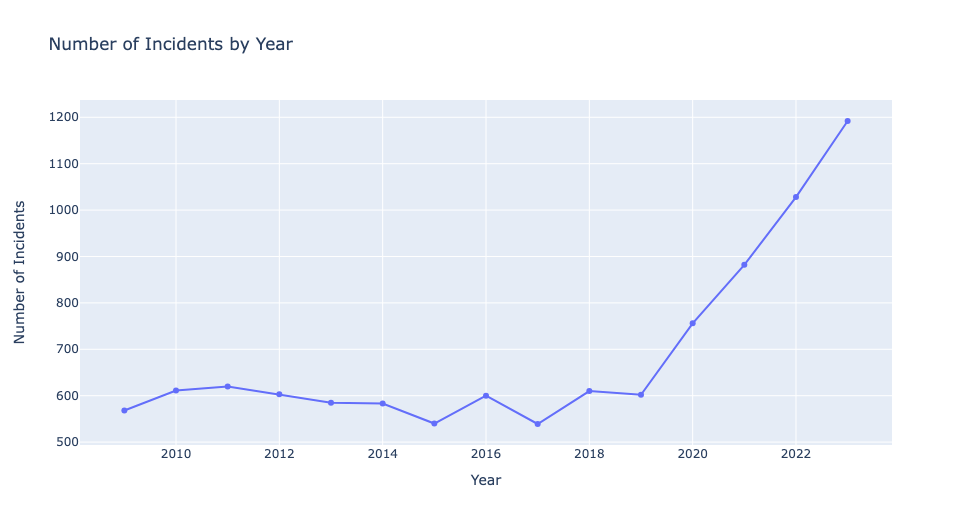 Number of Incidents by Year
Number of Incidents
1200
1100
1000
900
800
700
600
500
2010 2012 2014 2016 2018 2020 2022
Year